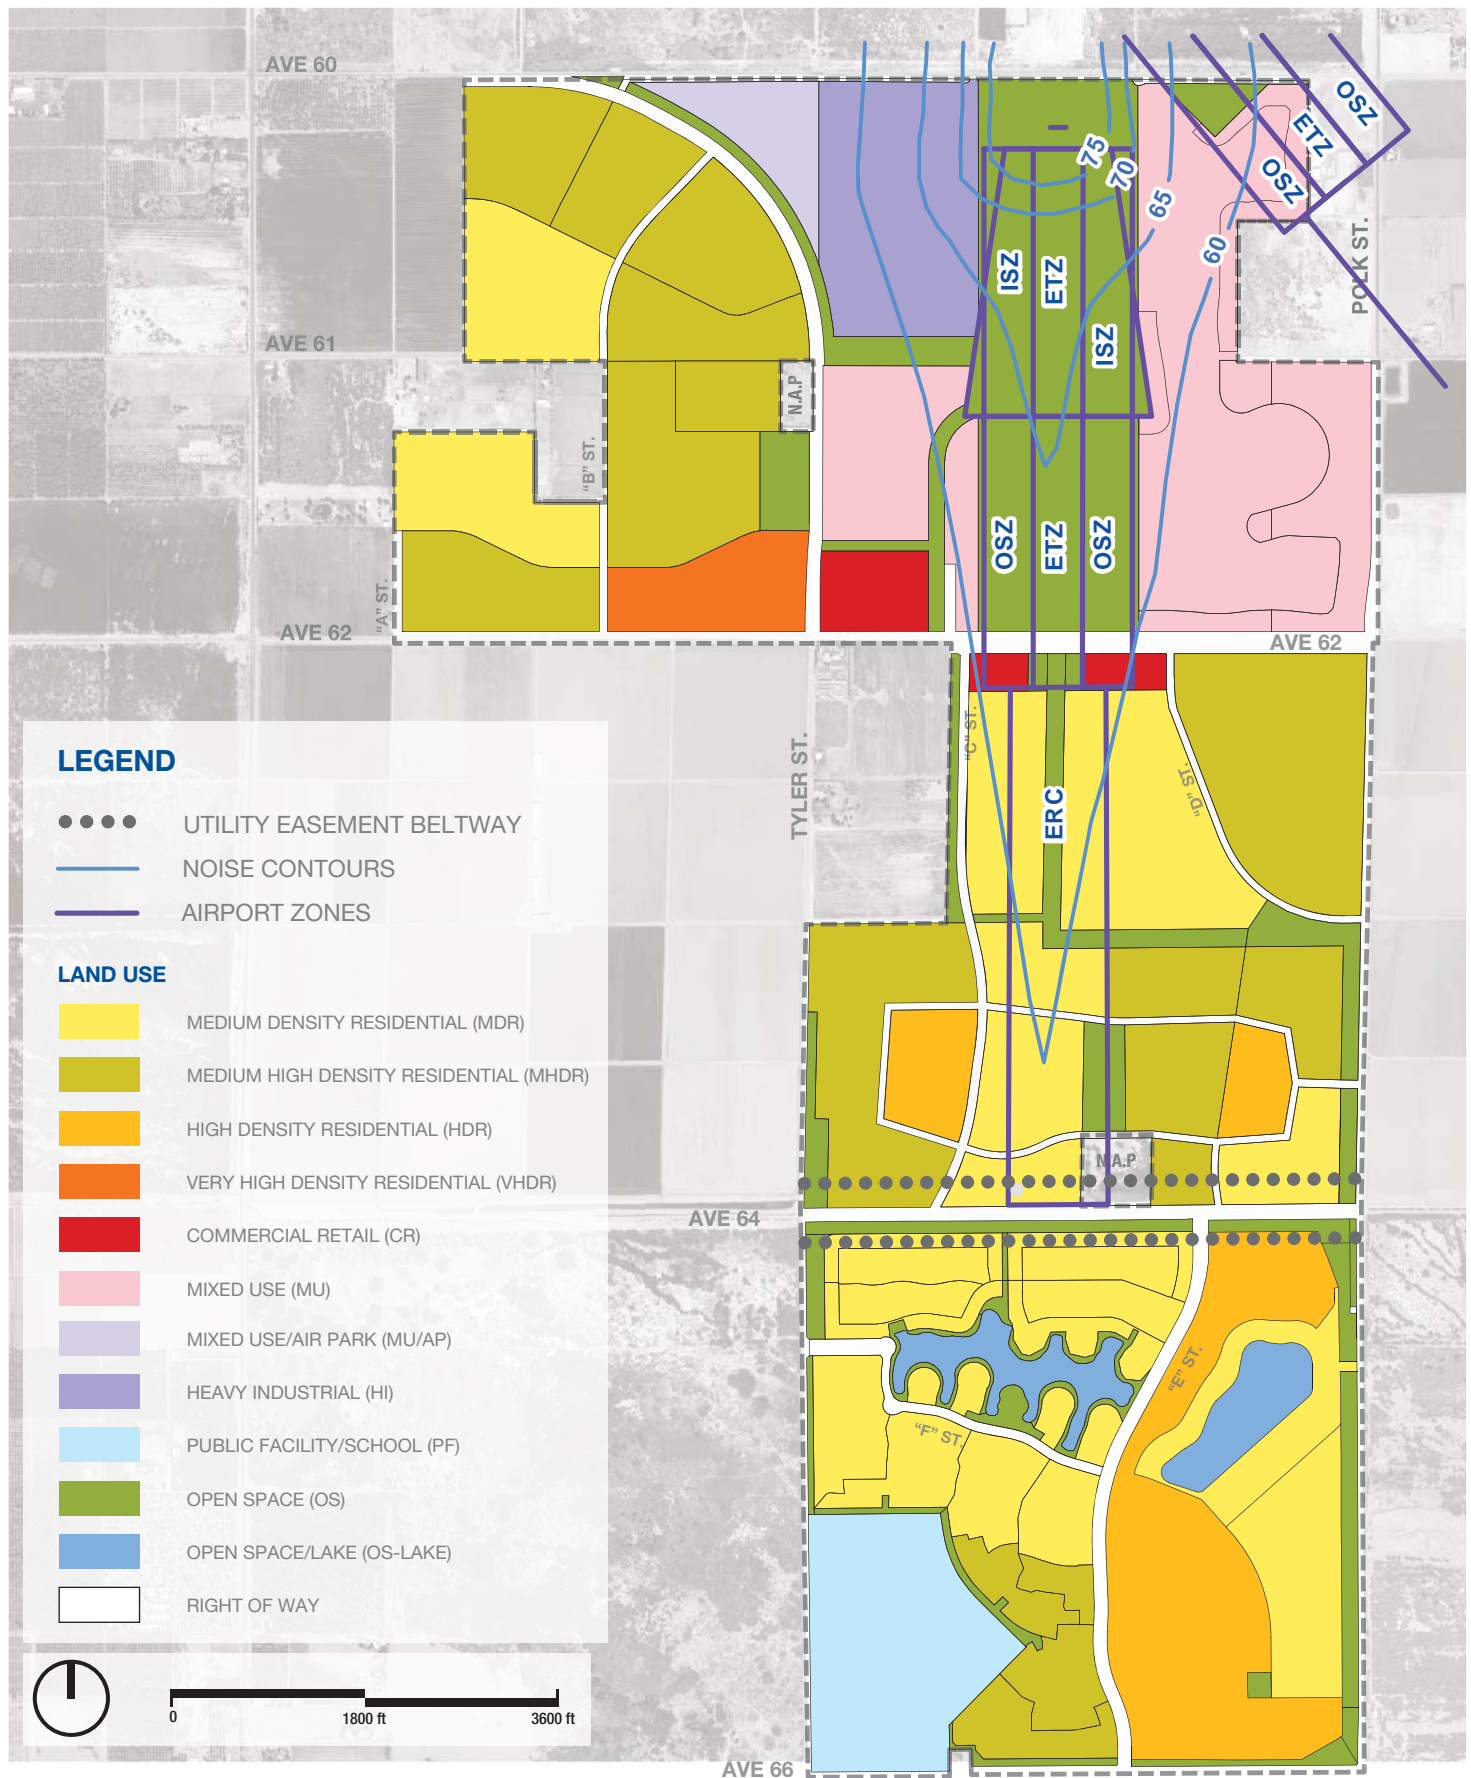 AVE 60
OSZ
ETZ
OSZ
75
70
65
60
POLK ST.
ISZ
ETZ
ISZ
AVE 61
N.A.P
"B" ST.
OSZ
ETZ
OSZ
"A" ST.
AVE 62
AVE 62
"C" ST.
TYLER ST.
"D" ST.
ERC
LEGEND
UTILITY EASEMENT BELTWAY
NOISE CONTOURS
AIRPORT ZONES
LAND USE
MEDIUM DENSITY RESIDENTIAL (MDR)
MEDIUM HIGH DENSITY RESIDENTIAL (MHDR)
HIGH DENSITY RESIDENTIAL (HDR)
VERY HIGH DENSITY RESIDENTIAL (VHDR)
COMMERCIAL RETAIL (CR)
MIXED USE (MU)
MIXED USE/AIR PARK (MU/AP)
HEAVY INDUSTRIAL (HI)
PUBLIC FACILITY/SCHOOL (PF)
OPEN SPACE (OS)
OPEN SPACE/LAKE (OS-LAKE)
RIGHT OF WAY
N.A.P
AVE 64
"E" ST.
"F" ST.
0
1800 ft
3600 ft
AVE 66